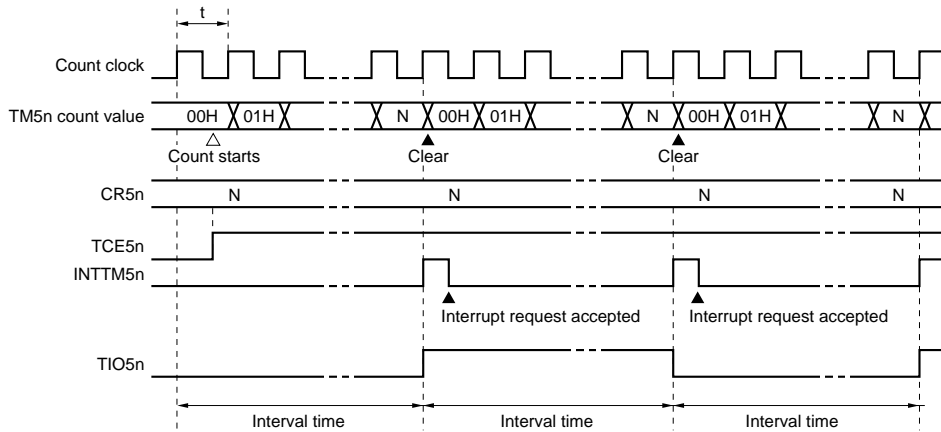 t
Count clock
TM5n count value 00H 01H N 00H 01H N 00H 01H N
Count starts Clear Clear
CR5n N N N N
TCE5n
INTTM5n
Interrupt request accepted Interrupt request accepted
TIO5n
Interval time Interval time Interval time